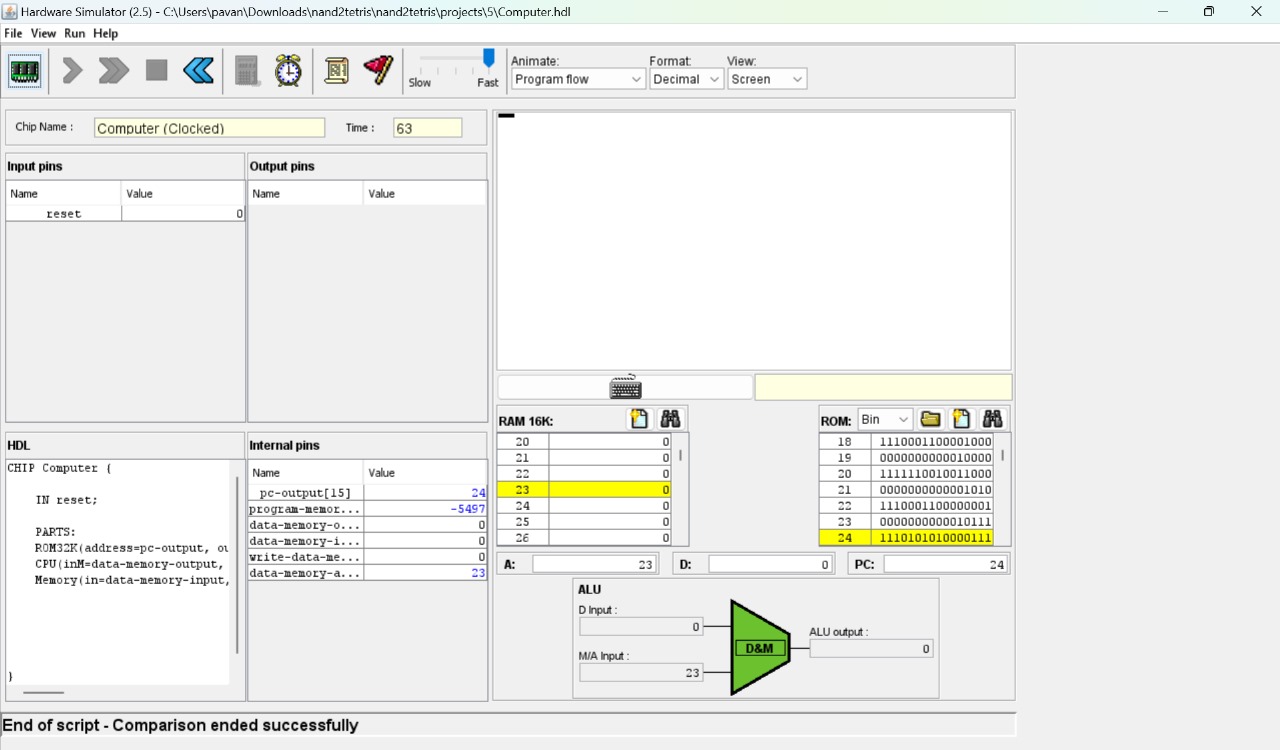 Hardware Simulator (2.5) - C:\Users\pavan\Downloads\nand2tetris\nand2tetris\projects\5\Computer.hdl
File View Run Help
Slow Fast
Animate: Format: View:
Program flow Decimal Screen
Chip Name : Computer (Clocked) Time : 63
Input pins
Name Value
reset 0
Output pins
Name Value
HDL
CHIP Computer {
IN reset;
PARTS:
ROM32K(address=pc-output, ou
CPU(inM=data-memory-output,
Memory(in=data-memory-input,
}
Internal pins
Name Value
pc-output[15] 24
program-memor... -5497
data-memory-o... 0
data-memory-i... 0
write-data-me... 0
data-memory-a... 23
RAM 16K:
20 0
21 0
22 0
23 0
24 0
25 0
26 0
ROM: Bin
18 1110001100001000
19 0000000000010000
20 1111110010011000
21 0000000000001010
22 1110001100000001
23 0000000000010111
24 1110101010000111
A: 23 D: 0 PC: 24
ALU
D Input :
0
M/A Input :
23
D&M
ALU output :
0
End of script - Comparison ended successfully